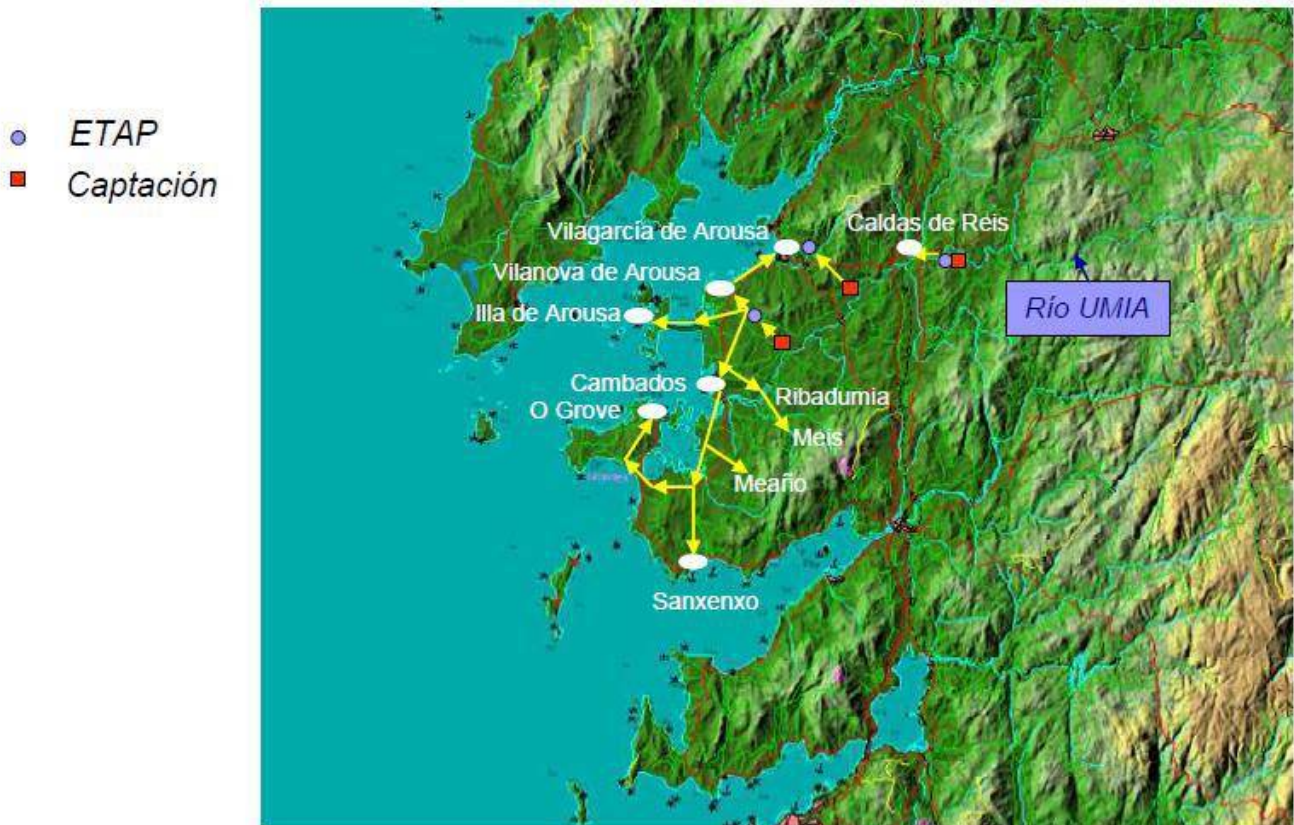 ETAP
Captación
Vilagarcía de Arousa
Caldas de Reis
Vilanova de Arousa
Illa de Arousa
Río UMIA
Cambados
O Grove
Ribadumia
Meis
Meaño
Sanxenxo